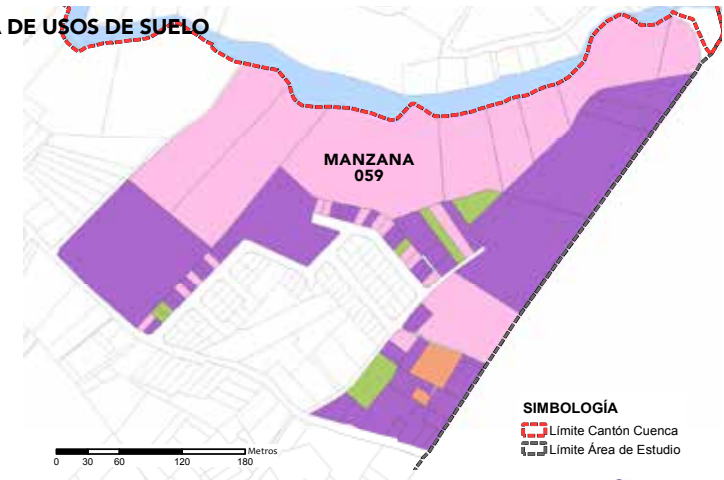 A DE USOS DE SUELO
MANZANA
059
SIMBOLOGÍA
Límite Cantón Cuenca
Límite Área de Estudio
Metros
0 30 60 120 180